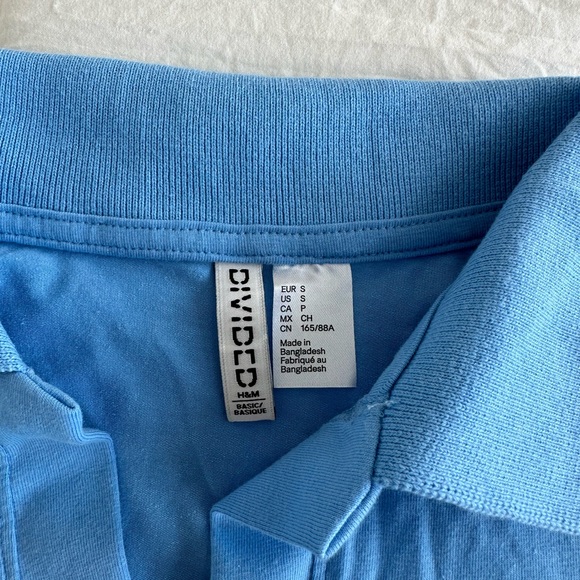 DIVIDED
H&M
BASIC/
BASIQUE
EUR S
US S
CA P
MX CH
CN 165/88A
Made in
Bangladesh
Fabriqué au
Bangladesh